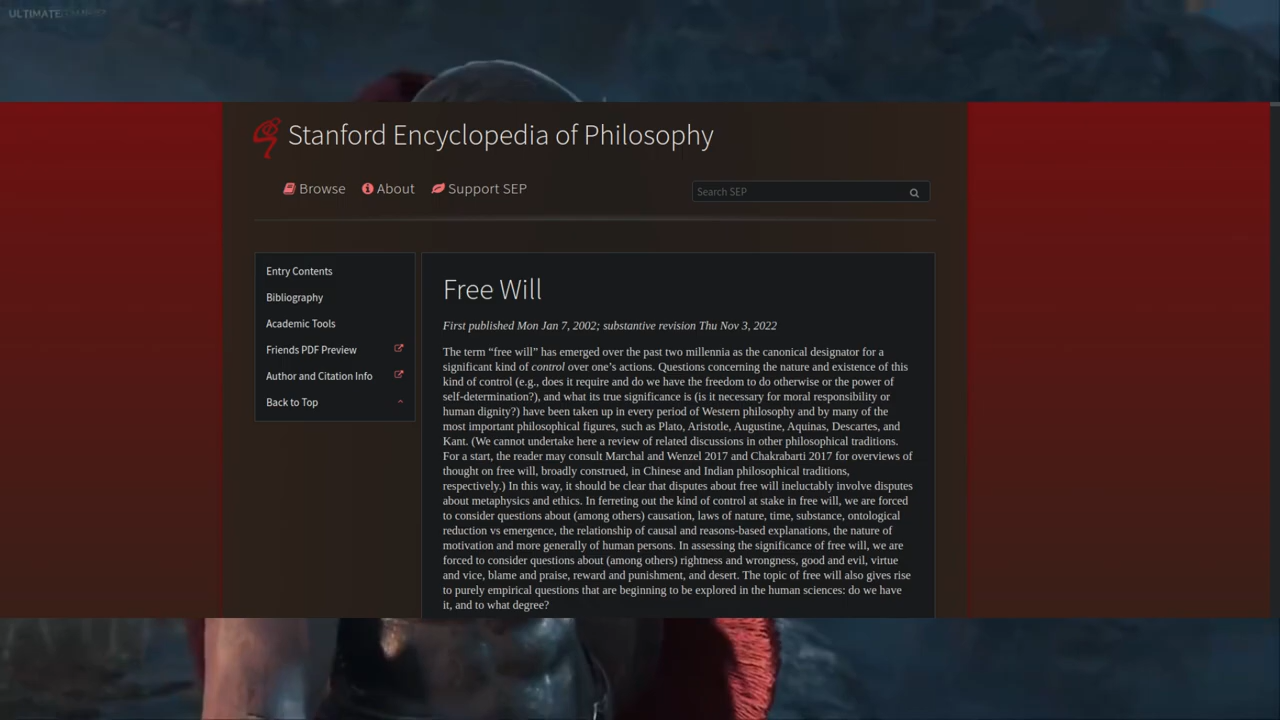 ULTIMATE
Stanford Encyclopedia of Philosophy
Browse About Support SEP Search SEP
Entry Contents
Bibliography
Academic Tools
Friends PDF Preview
Author and Citation Info
Back to Top
Free Will
First published Mon Jan 7, 2002; substantive revision Thu Nov 3, 2022
The term “free will” has emerged over the past two millennia as the canonical designator for a
significant kind of control over one’s actions. Questions concerning the nature and existence of this
kind of control (e.g., does it require and do we have the freedom to do otherwise or the power of
self-determination?), and what its true significance is (is it necessary for moral responsibility or
human dignity?) have been taken up in every period of Western philosophy and by many of the
most important philosophical figures, such as Plato, Aristotle, Augustine, Aquinas, Descartes, and
Kant. (We cannot undertake here a review of related discussions in other philosophical traditions.
For a start, the reader may consult Marchal and Wenzel 2017 and Chakrabarti 2017 for overviews of
thought on free will, broadly construed, in Chinese and Indian philosophical traditions,
respectively.) In this way, it should be clear that disputes about free will ineluctably involve disputes
about metaphysics and ethics. In ferreting out the kind of control at stake in free will, we are forced
to consider questions about (among others) causation, laws of nature, time, substance, ontological
reduction vs emergence, the relationship of causal and reasons-based explanations, the nature of
motivation and more generally of human persons. In assessing the significance of free will, we are
forced to consider questions about (among others) rightness and wrongness, good and evil, virtue
and vice, blame and praise, reward and punishment, and desert. The topic of free will also gives rise
to purely empirical questions that are beginning to be explored in the human sciences: do we have
it, and to what degree?